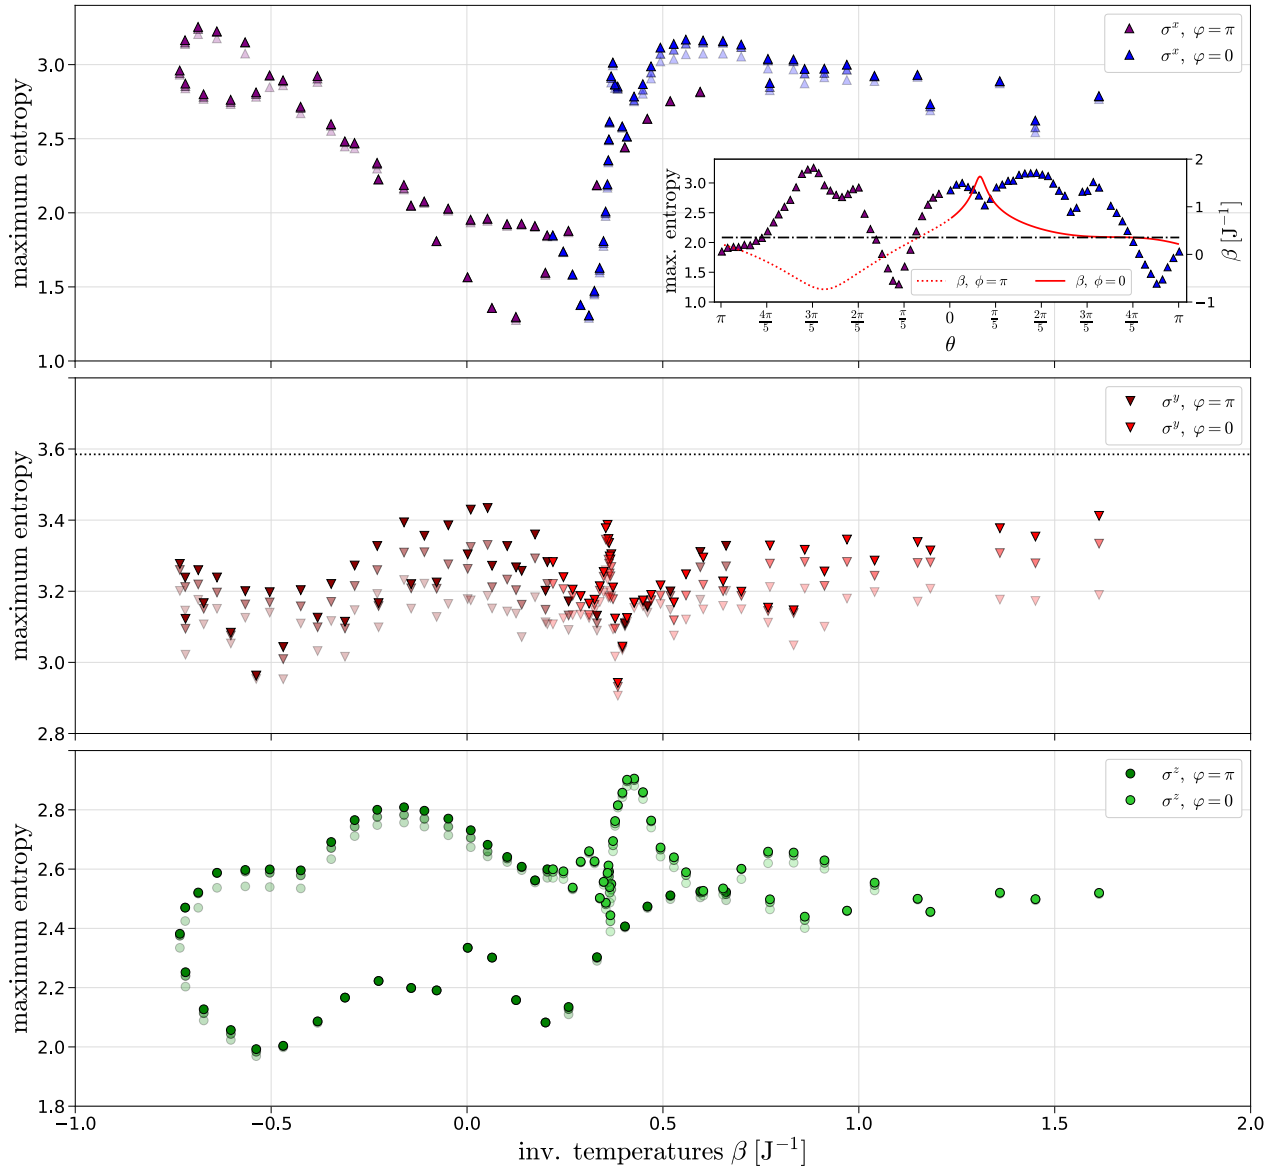 maximum entropy
3.0
2.5
2.0
1.5
1.0
σ^x, φ = π
σ^x, φ = 0
max. entropy
3.0
2.5
2.0
1.5
1.0
2
1
0
−1
β [J⁻¹]
β, ϕ = π
β, ϕ = 0
π 4π/5 3π/5 2π/5 π/5 0 π/5 2π/5 3π/5 4π/5 π
θ
maximum entropy
3.6
3.4
3.2
3.0
2.8
σ^y, φ = π
σ^y, φ = 0
maximum entropy
2.8
2.6
2.4
2.2
2.0
1.8
σ^z, φ = π
σ^z, φ = 0
−1.0 −0.5 0.0 0.5 1.0 1.5 2.0
inv. temperatures β [J⁻¹]